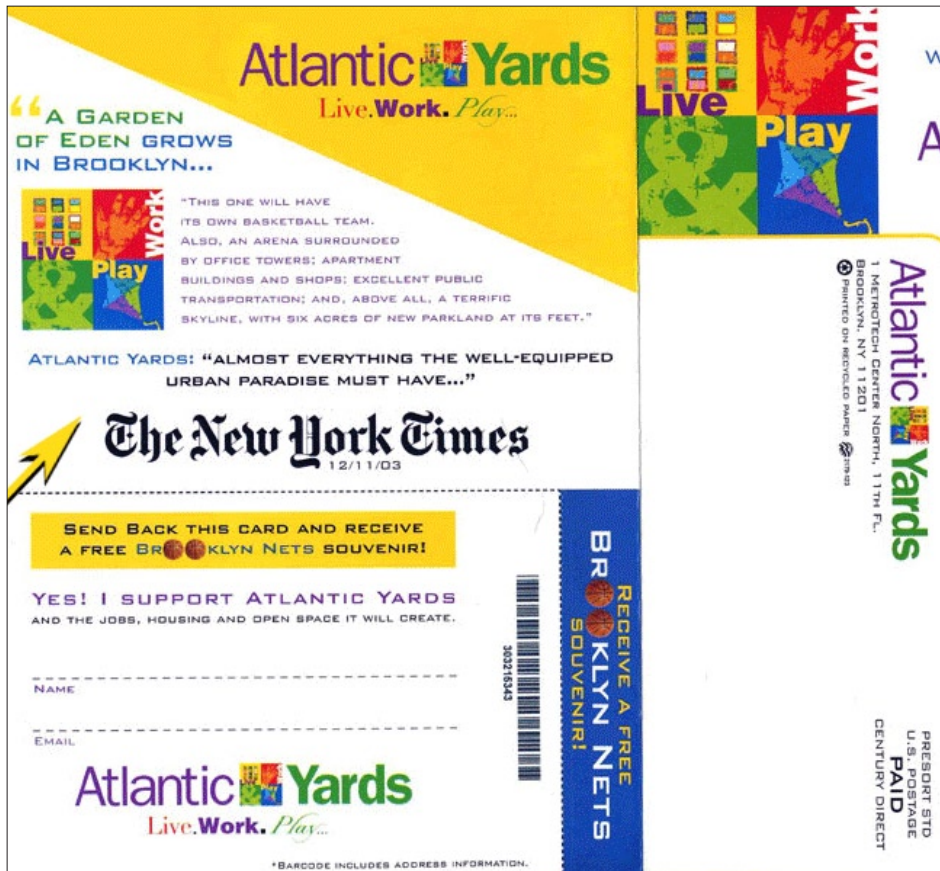 Atlantic Yards
Live.Work.Play...
“A GARDEN
OF EDEN GROWS
IN BROOKLYN...
Live
Work
&
Play
“THIS ONE WILL HAVE
ITS OWN BASKETBALL TEAM.
ALSO, AN ARENA SURROUNDED
BY OFFICE TOWERS; APARTMENT
BUILDINGS AND SHOPS; EXCELLENT PUBLIC
TRANSPORTATION; AND, ABOVE ALL, A TERRIFIC
SKYLINE, WITH SIX ACRES OF NEW PARKLAND AT ITS FEET.”
ATLANTIC YARDS: “ALMOST EVERYTHING THE WELL-EQUIPPED
URBAN PARADISE MUST HAVE...”
The New York Times
12/11/03
SEND BACK THIS CARD AND RECEIVE
A FREE BROOKLYN NETS SOUVENIR!
YES! I SUPPORT ATLANTIC YARDS
AND THE JOBS, HOUSING AND OPEN SPACE IT WILL CREATE.
NAME
EMAIL
303215343
Atlantic Yards
Live.Work.Play...
*BARCODE INCLUDES ADDRESS INFORMATION.
RECEIVE A FREE
BROOKLYN NETS
SOUVENIR!
Live
Work
&
Play
W
A
Atlantic Yards
1 METROTECH CENTER NORTH, 11TH FL.
BROOKLYN, NY 11201
PRINTED ON RECYCLED PAPER
PRESORT STD
U.S. POSTAGE
PAID
CENTURY DIRECT